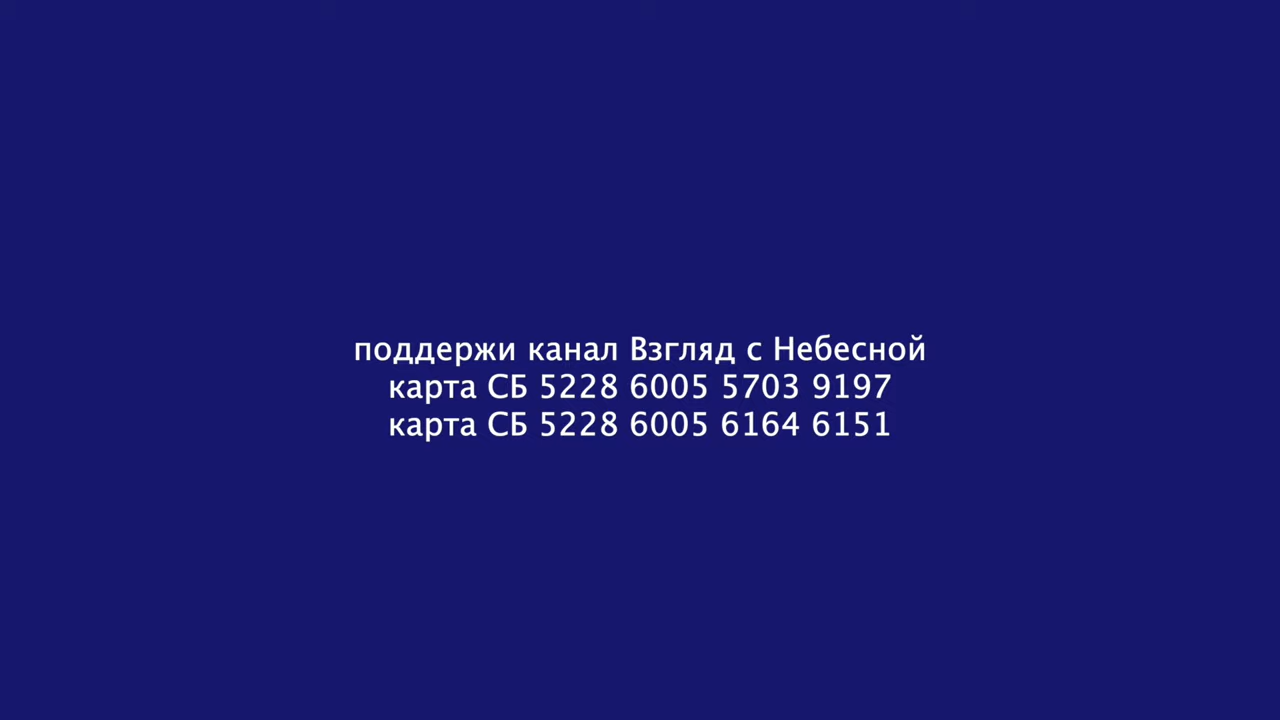 поддержи канал Взгляд с Небесной
карта СБ 5228 6005 5703 9197
карта СБ 5228 6005 6164 6151